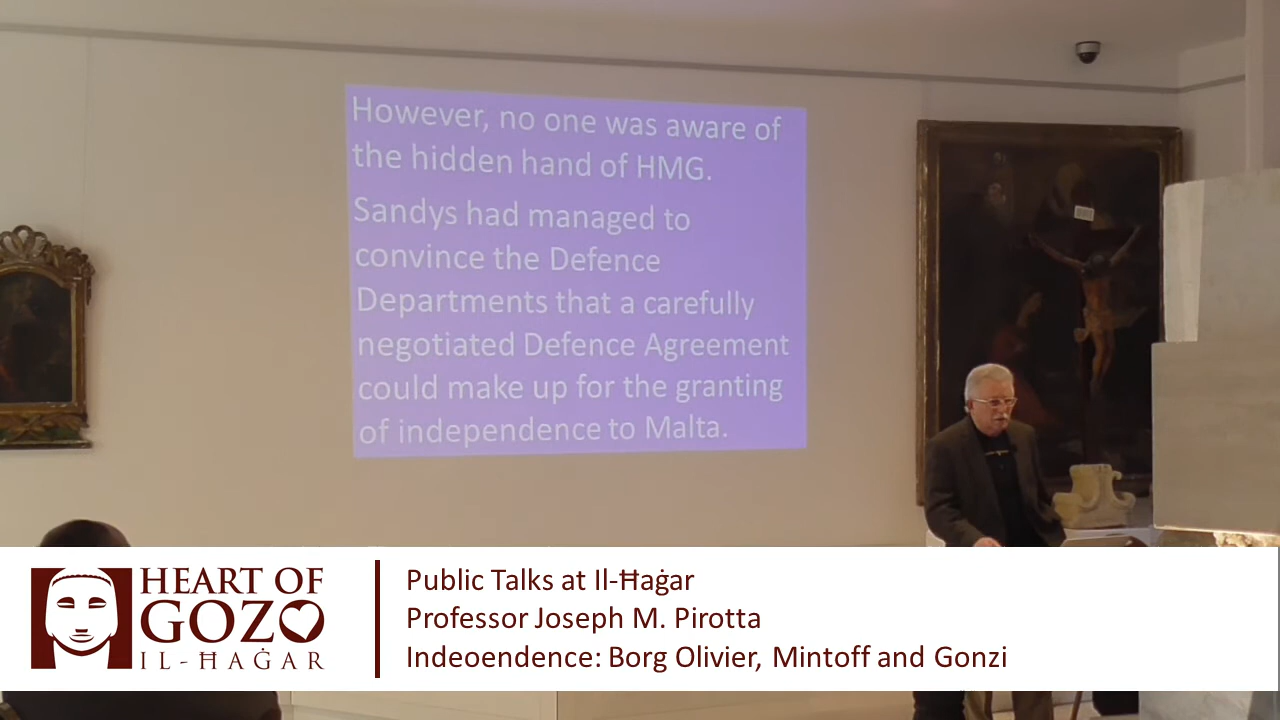 However, no one was aware of
the hidden hand of HMG.
Sandys had managed to
convince the Defence
Departments that a carefully
negotiated Defence Agreement
could make up for the granting
of independence to Malta.
HEART OF
GOZO
IL-ĦAĠAR
Public Talks at Il-Ħaġar
Professor Joseph M. Pirotta
Indeoendence: Borg Olivier, Mintoff and Gonzi